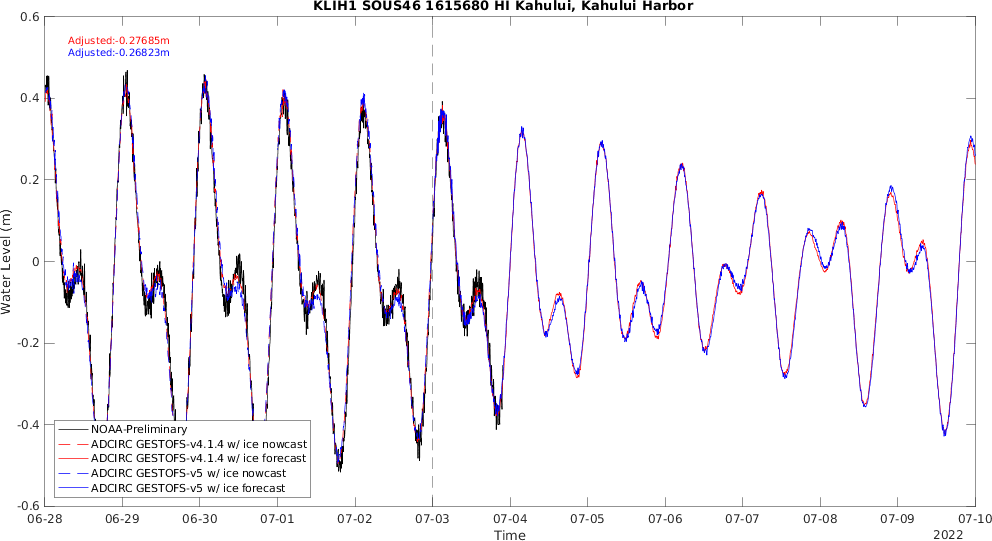 KLIH1 SOUS46 1615680 HI Kahului, Kahului Harbor
0.6
Adjusted:-0.27685m
Adjusted:-0.26823m
0.4
0.2
0
-0.2
-0.4
-0.6
Water Level (m)
NOAA-Preliminary
ADCIRC GESTOFS-v4.1.4 w/ ice nowcast
ADCIRC GESTOFS-v4.1.4 w/ ice forecast
ADCIRC GESTOFS-v5 w/ ice nowcast
ADCIRC GESTOFS-v5 w/ ice forecast
06-28 06-29 06-30 07-01 07-02 07-03 07-04 07-05 07-06 07-07 07-08 07-09 07-10
Time
2022